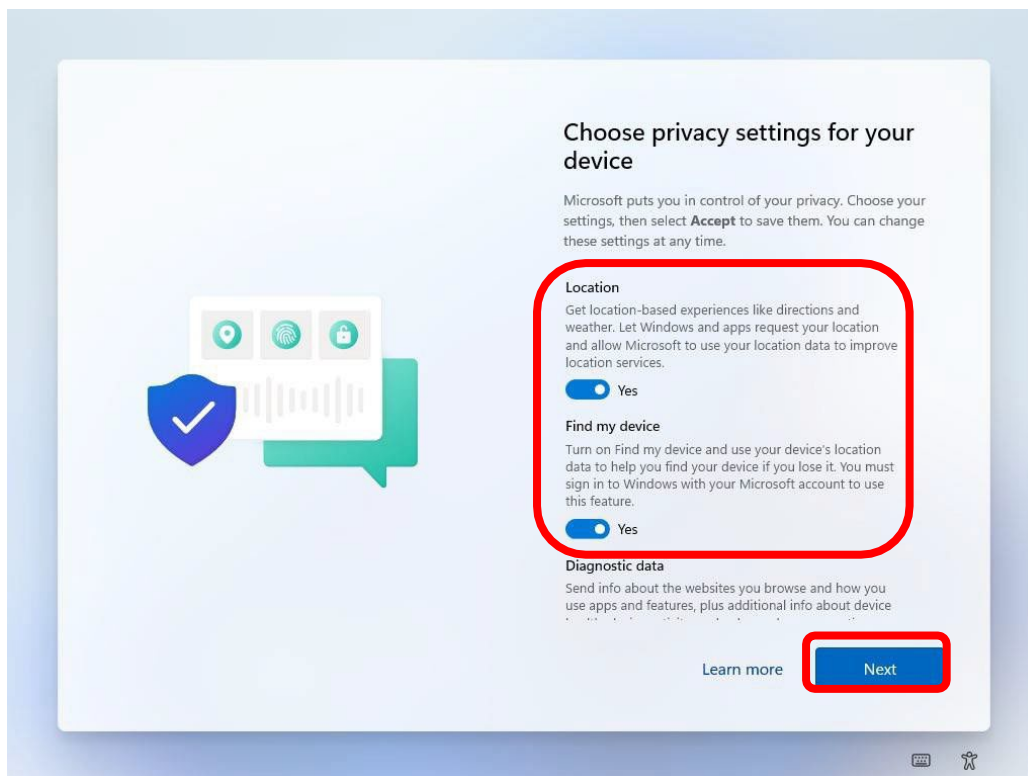 Choose privacy settings for your
device
Microsoft puts you in control of your privacy. Choose your
settings, then select Accept to save them. You can change
these settings at any time.
Location
Get location-based experiences like directions and
weather. Let Windows and apps request your location
and allow Microsoft to use your location data to improve
location services.
Yes
Find my device
Turn on Find my device and use your device's location
data to help you find your device if you lose it. You must
sign in to Windows with your Microsoft account to use
this feature.
Yes
Diagnostic data
Send info about the websites you browse and how you
use apps and features, plus additional info about device
Learn more
Next